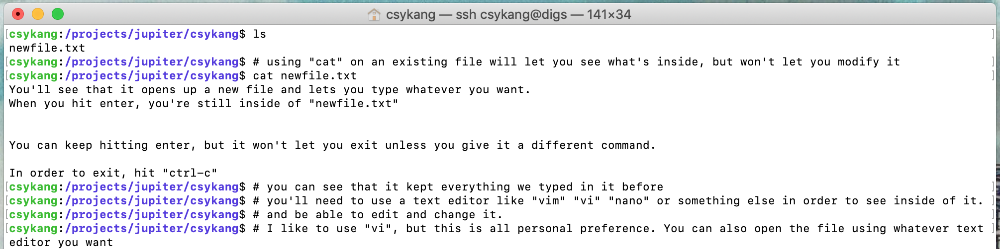 csykang — ssh csykang@digs — 141×34
csykang:/projects/jupiter/csykang$ ls
newfile.txt
csykang:/projects/jupiter/csykang$ # using "cat" on an existing file will let you see what's inside, but won't let you modify it
csykang:/projects/jupiter/csykang$ cat newfile.txt
You'll see that it opens up a new file and lets you type whatever you want.
When you hit enter, you're still inside of "newfile.txt"
You can keep hitting enter, but it won't let you exit unless you give it a different command.
In order to exit, hit "ctrl-c"
csykang:/projects/jupiter/csykang$ # you can see that it kept everything we typed in it before
csykang:/projects/jupiter/csykang$ # you'll need to use a text editor like "vim" "vi" "nano" or something else in order to see inside of it.
csykang:/projects/jupiter/csykang$ # and be able to edit and change it.
csykang:/projects/jupiter/csykang$ # I like to use "vi", but this is all personal preference. You can also open the file using whatever text
editor you want